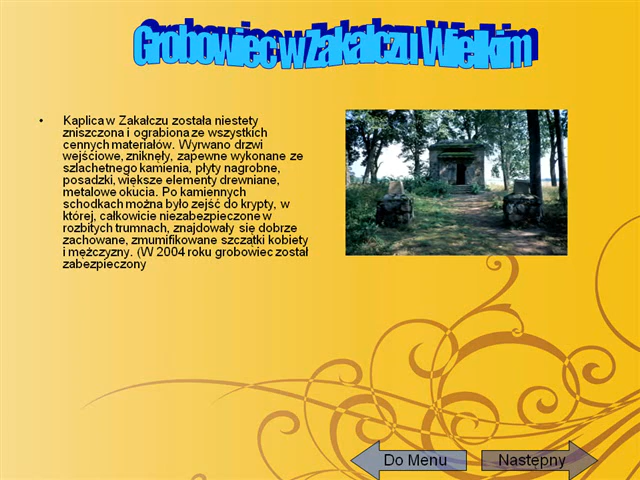 Grobowiec w Zakałczu Wielkim
• Kaplica w Zakałczu została niestety
zniszczona i ograbiona ze wszystkich
cennych materiałów. Wyrwano drzwi
wejściowe, zniknęły, zapewne wykonane ze
szlachetnego kamienia, płyty nagrobne,
posadzki, większe elementy drewniane,
metalowe okucia. Po kamiennych
schodkach można było zejść do krypty, w
której, całkowicie niezabezpieczone w
rozbitych trumnach, znajdowały się dobrze
zachowane, zmumifikowane szczątki kobiety
i mężczyzny. (W 2004 roku grobowiec został
zabezpieczony
Do Menu
Następny